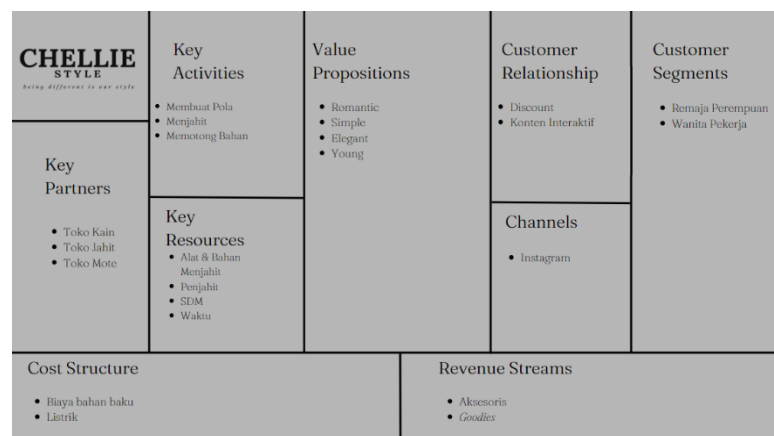 CHELLIE
STYLE
being different is our style
Key
Partners
Toko Kain
Toko Jahit
Toko Mote
Key
Activities
Membuat Pola
Menjahit
Memotong Bahan
Key
Resources
Alat & Bahan
Menjahit
Penjahit
SDM
Waktu
Value
Propositions
Romantic
Simple
Elegant
Young
Customer
Relationship
Discount
Konten Interaktif
Channels
Instagram
Customer
Segments
Remaja Perempuan
Wanita Pekerja
Cost Structure
Biaya bahan baku
Listrik
Revenue Streams
Aksesoris
Goodies